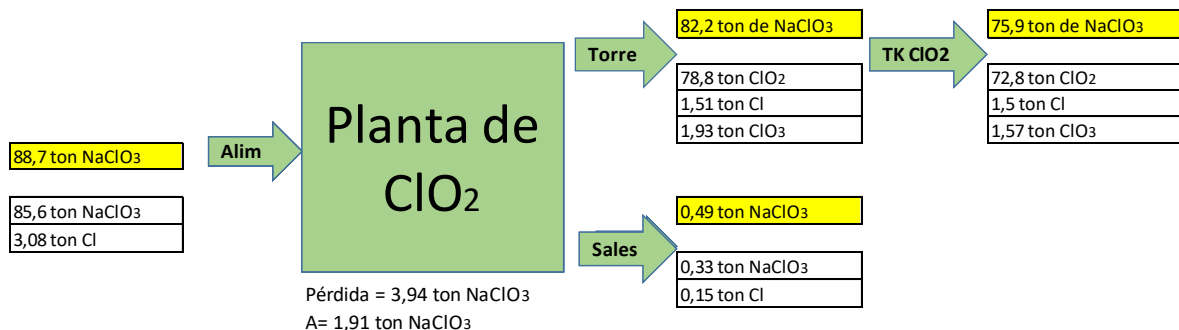 88,7 ton NaClO3
85,6 ton NaClO3
3,08 ton Cl
Alim
Planta de
ClO2
Pérdida = 3,94 ton NaClO3
A= 1,91 ton NaClO3
Torre
82,2 ton de NaClO3
78,8 ton ClO2
1,51 ton Cl
1,93 ton ClO3
TK ClO2
75,9 ton de NaClO3
72,8 ton ClO2
1,5 ton Cl
1,57 ton ClO3
Sales
0,49 ton NaClO3
0,33 ton NaClO3
0,15 ton Cl